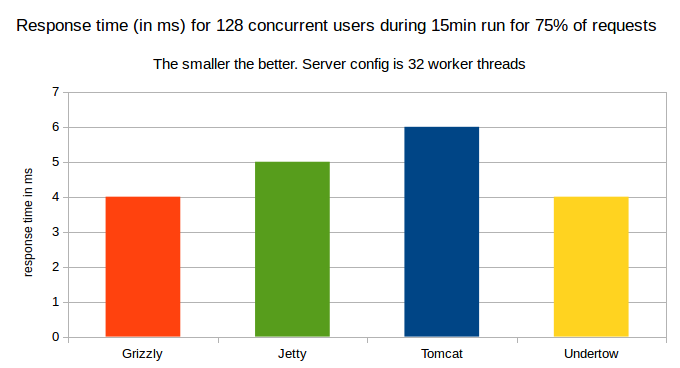 Response time (in ms) for 128 concurrent users during 15min run for 75% of requests
The smaller the better. Server config is 32 worker threads
response time in ms
7
6
5
4
3
2
1
0
Grizzly
Jetty
Tomcat
Undertow